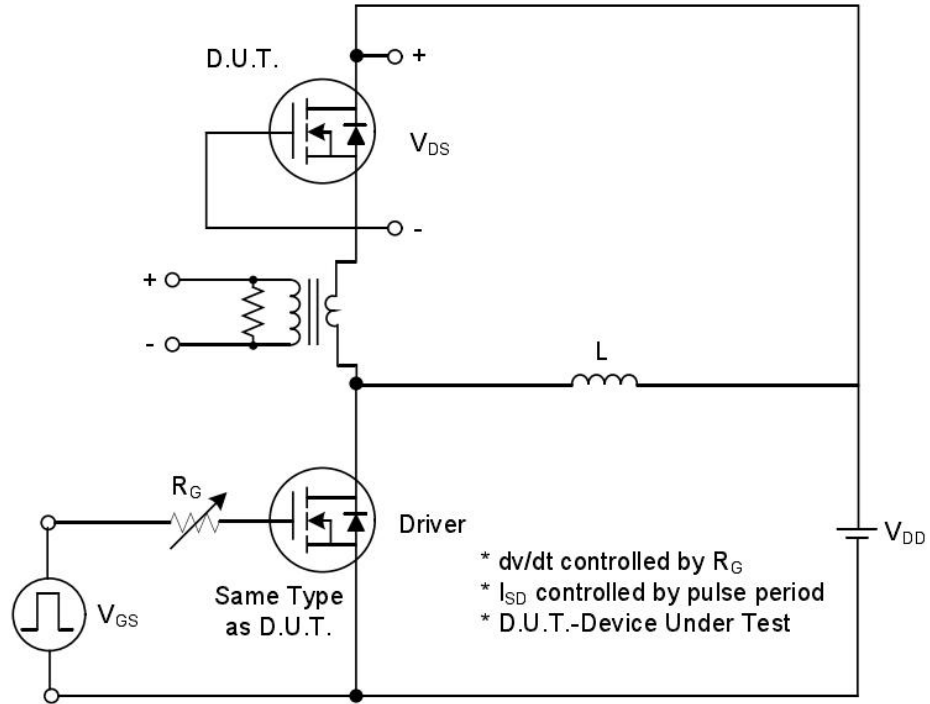 D.U.T.
+
V_DS
-
+
-
L
R_G
Driver
V_DD
V_GS
Same Type
as D.U.T.
* dv/dt controlled by R_G
* I_SD controlled by pulse period
* D.U.T.-Device Under Test